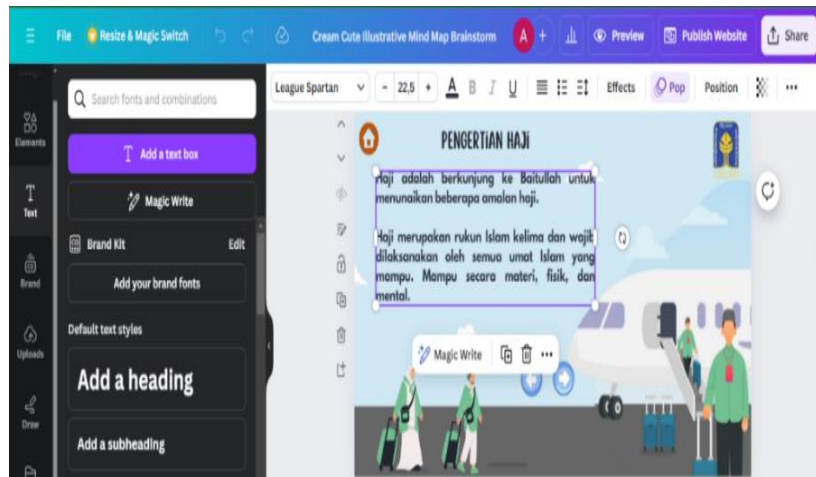 File
Resize & Magic Switch
Cream Cute Illustrative Mind Map Brainstorm
A
+
Preview
Publish Website
Share
Search fonts and combinations
T Add a text box
Magic Write
Brand Kit
Edit
Add your brand fonts
Default text styles
Add a heading
Add a subheading
Elements
T
Text
Brand
Uploads
Draw
League Spartan
- 22,5 +
A B I U
Effects
Pop
Position
PENGERTIAN HAJI
Haji adalah berkunjung ke Baitullah untuk
menunaikan beberapa amalan haji.
Haji merupakan rukun Islam kelima dan wajib
dilaksanakan oleh semua umat Islam yang
mampu. Mampu secara materi, fisik, dan
mental.
Magic Write